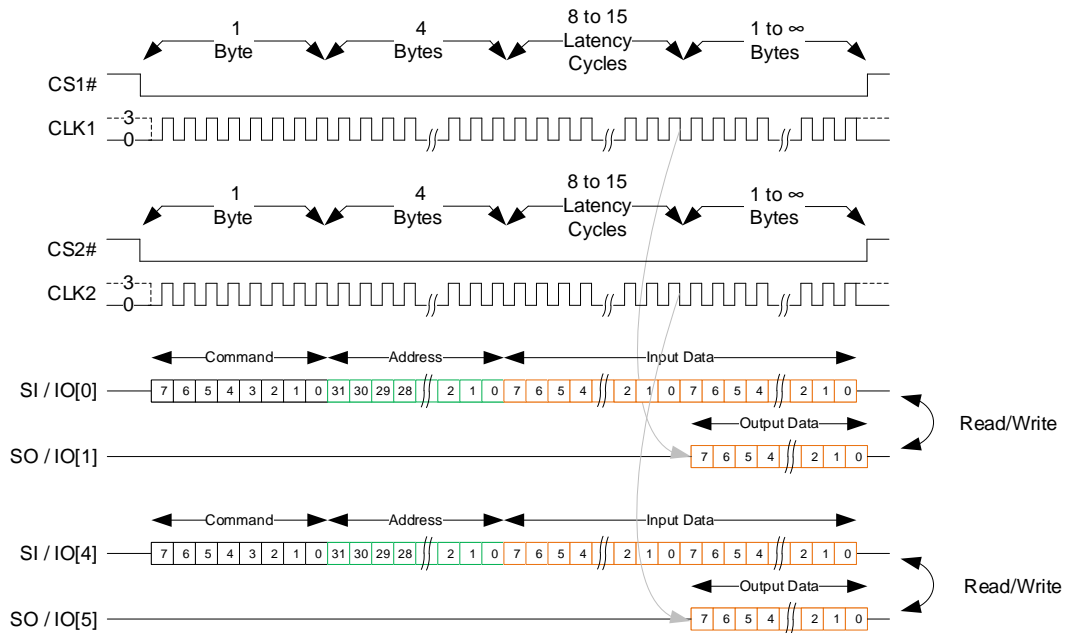 1 Byte
4 Bytes
8 to 15 Latency Cycles
1 to ∞ Bytes
CS1#
CLK1
3
0
1 Byte
4 Bytes
8 to 15 Latency Cycles
1 to ∞ Bytes
CS2#
CLK2
3
0
Command Address Input Data
SI / IO[0] 7 6 5 4 3 2 1 0 31 30 29 28 2 1 0 7 6 5 4 2 1 0 7 6 5 4 2 1 0
Output Data
Read/Write
SO / IO[1] 7 6 5 4 2 1 0
Command Address Input Data
SI / IO[4] 7 6 5 4 3 2 1 0 31 30 29 28 2 1 0 7 6 5 4 2 1 0 7 6 5 4 2 1 0
Output Data
Read/Write
SO / IO[5] 7 6 5 4 2 1 0